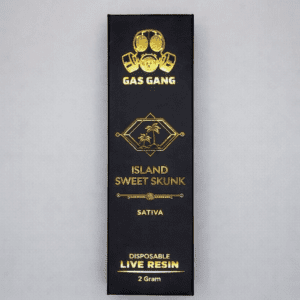 GAS GANG
ISLAND
SWEET SKUNK
SATIVA
DISPOSABLE
LIVE RESIN
2 Gram